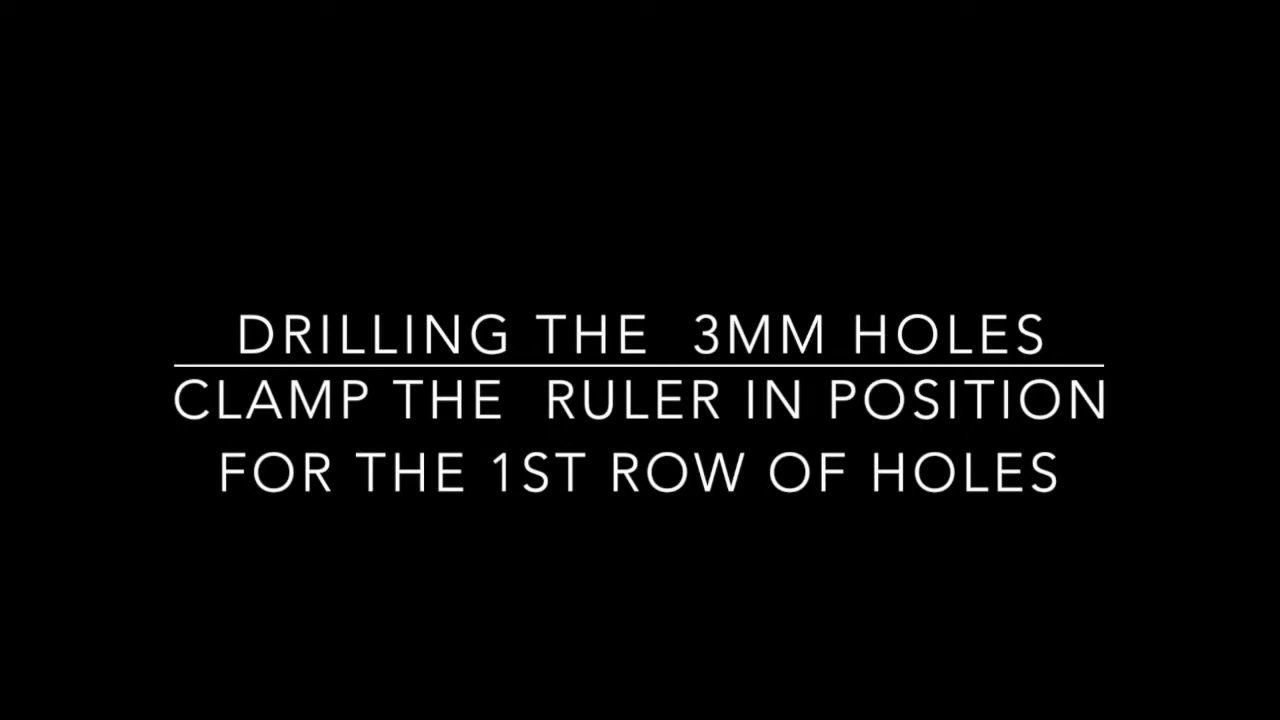 DRILLING THE  3MM HOLES
CLAMP THE  RULER IN POSITION
FOR THE 1ST ROW OF HOLES